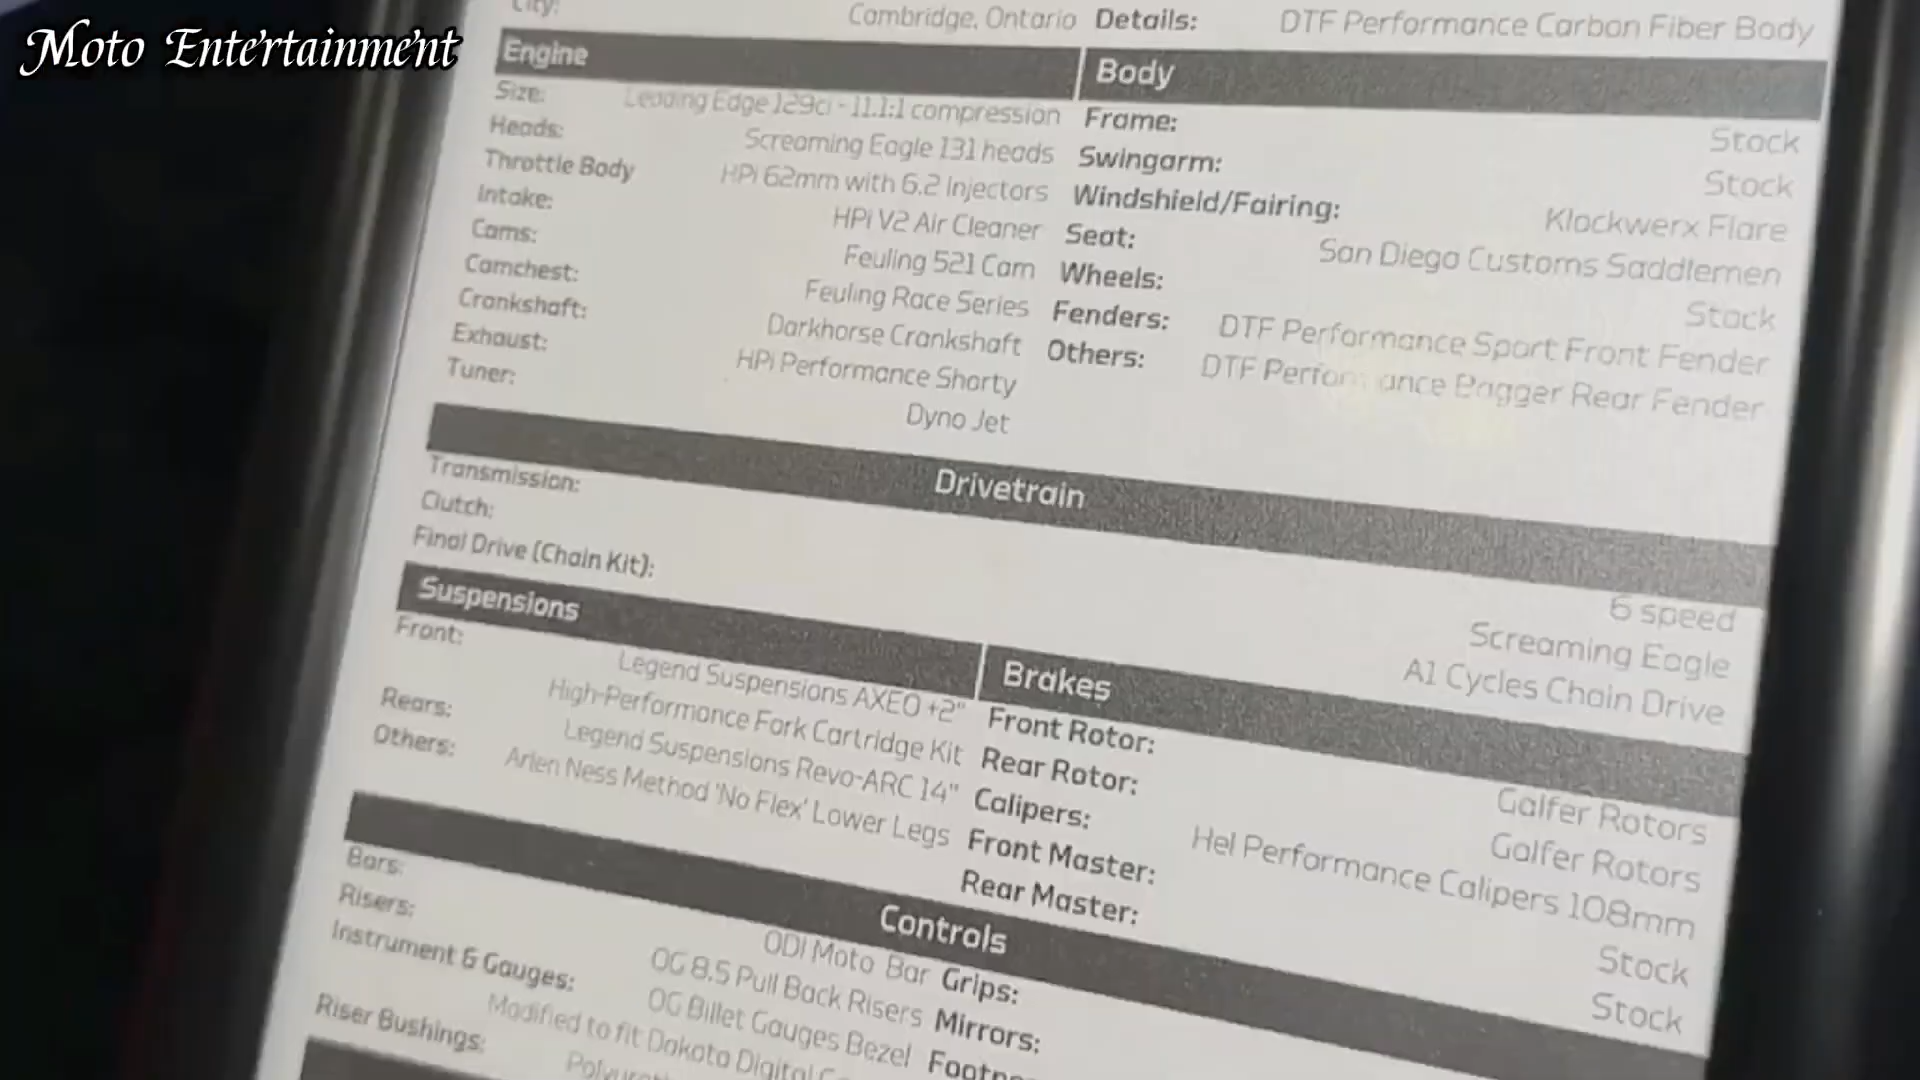 Moto Entertainment
City: Cambridge, Ontario
Details: DTF Performance Carbon Fiber Body
Engine
Size: Leading Edge 129ci - 11.1:1 compression
Heads: Screaming Eagle 131 heads
Throttle Body HPi 62mm with 6.2 Injectors
Intake: HPi V2 Air Cleaner
Cams: Feuling 521 Cam
Camchest: Feuling Race Series
Crankshaft: Darkhorse Crankshaft
Exhaust: HPi Performance Shorty
Tuner: Dyno Jet
Body
Frame: Stock
Swingarm: Stock
Windshield/Fairing: Klockwerx Flare
Seat: San Diego Customs Saddlemen
Wheels: Stock
Fenders: DTF Performance Sport Front Fender
Others: DTF Performance Bagger Rear Fender
Drivetrain
Transmission: 6 speed
Clutch: Screaming Eagle
Final Drive (Chain Kit): A1 Cycles Chain Drive
Suspensions
Front: Legend Suspensions AXEO +2"
High-Performance Fork Cartridge Kit
Rears: Legend Suspensions Revo-ARC 14"
Others: Arlen Ness Method 'No Flex' Lower Legs
Brakes
Front Rotor: Galfer Rotors
Rear Rotor: Galfer Rotors
Calipers: Hel Performance Calipers 108mm
Front Master: Stock
Rear Master: Stock
Controls
Bars: ODI Moto Bar
Risers: OG 8.5 Pull Back Risers
Instrument & Gauges: OG Billet Gauges Bezel
Modified to fit Dakota Digital
Riser Bushings:
Grips:
Mirrors: